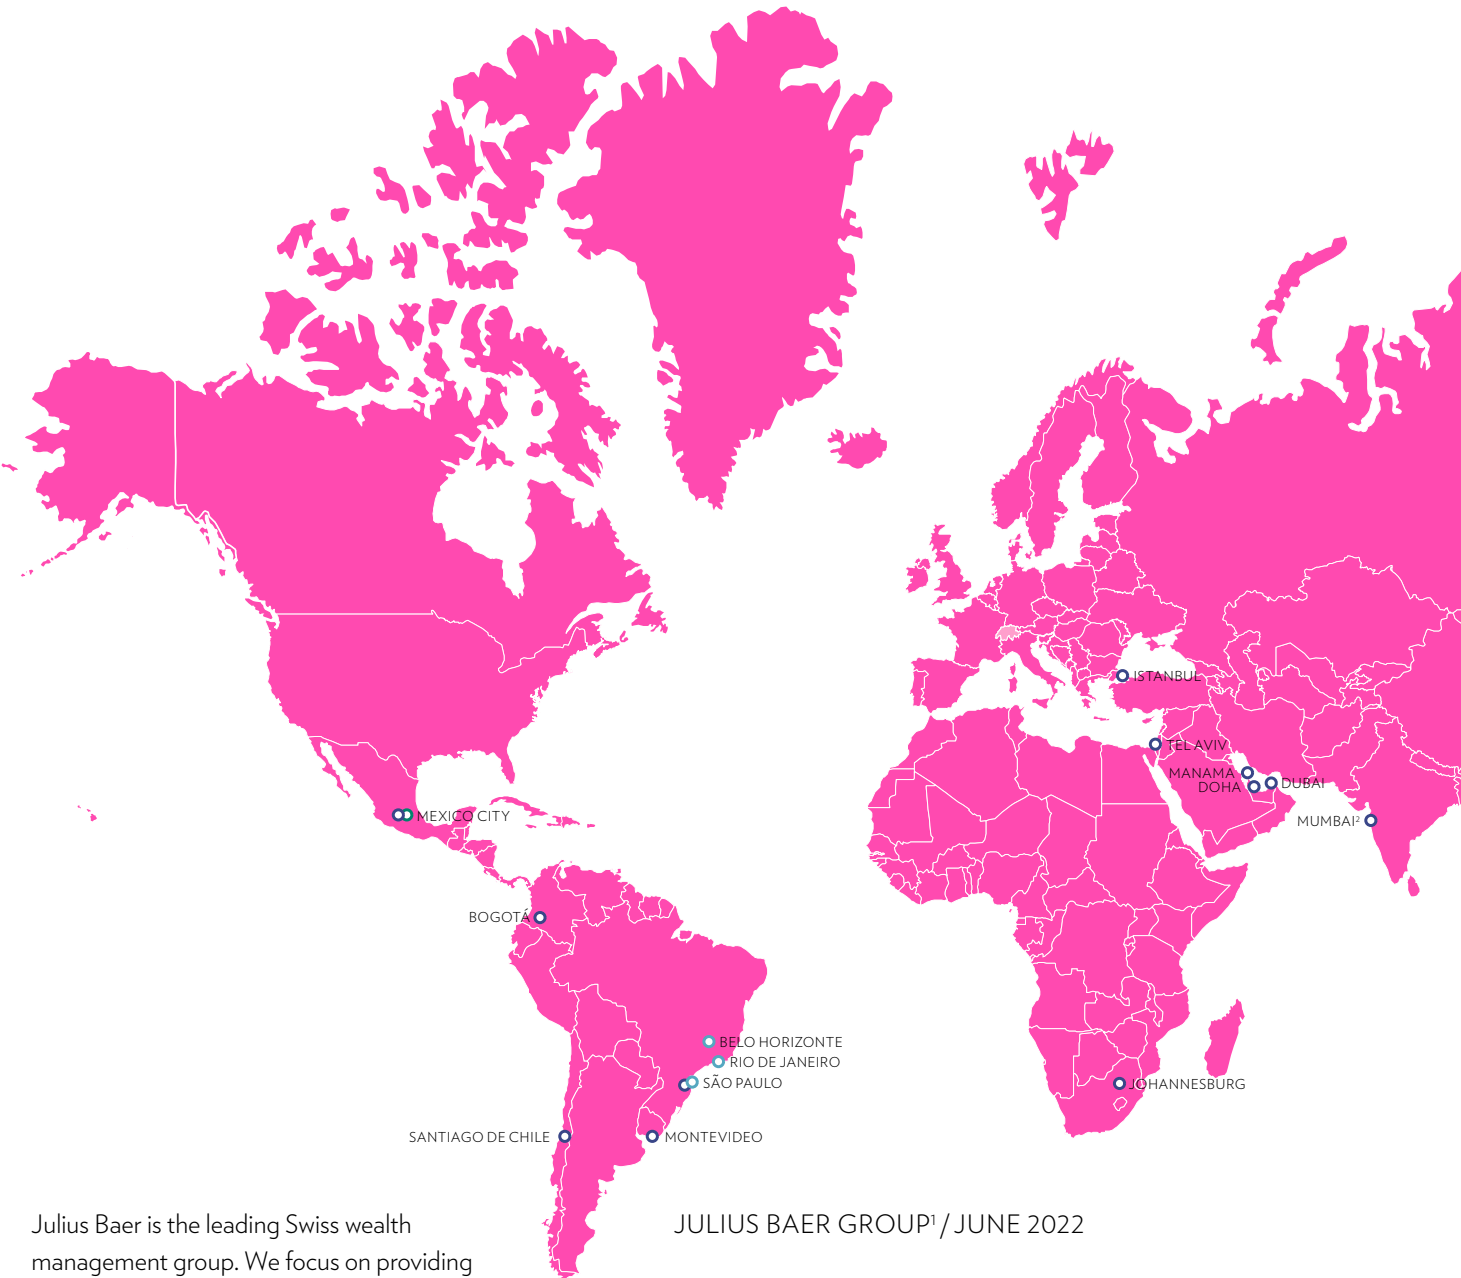 ISTANBUL
TEL AVIV
MANAMA
DOHA
DUBAI
MUMBAI²
MEXICO CITY
BOGOTÁ
BELO HORIZONTE
RIO DE JANEIRO
SÃO PAULO
JOHANNESBURG
SANTIAGO DE CHILE
MONTEVIDEO
Julius Baer is the leading Swiss wealth
management group. We focus on providing
JULIUS BAER GROUP¹ / JUNE 2022